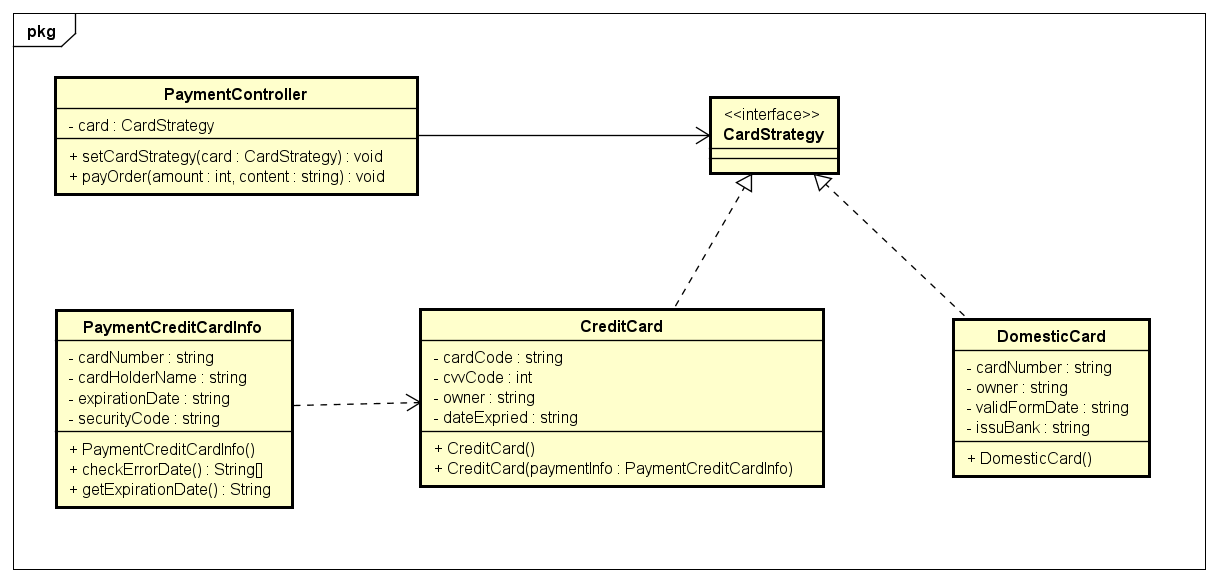 pkg
PaymentController
- card : CardStrategy
+ setCardStrategy(card : CardStrategy) : void
+ payOrder(amount : int, content : string) : void
<<interface>>
CardStrategy
PaymentCreditCardInfo
- cardNumber : string
- cardHolderName : string
- expirationDate : string
- securityCode : string
+ PaymentCreditCardInfo()
+ checkErrorDate() : String[]
+ getExpirationDate() : String
CreditCard
- cardCode : string
- cvvCode : int
- owner : string
- dateExpried : string
+ CreditCard()
+ CreditCard(paymentInfo : PaymentCreditCardInfo)
DomesticCard
- cardNumber : string
- owner : string
- validFormDate : string
- issuBank : string
+ DomesticCard()